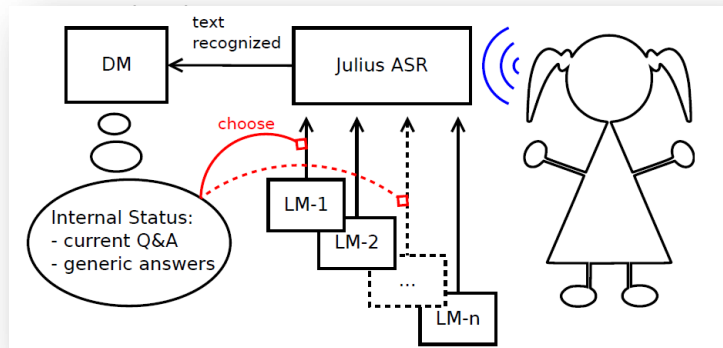 text
recognized
DM
Julius ASR
choose
Internal Status:
- current Q&A
- generic answers
LM-1
LM-2
...
LM-n